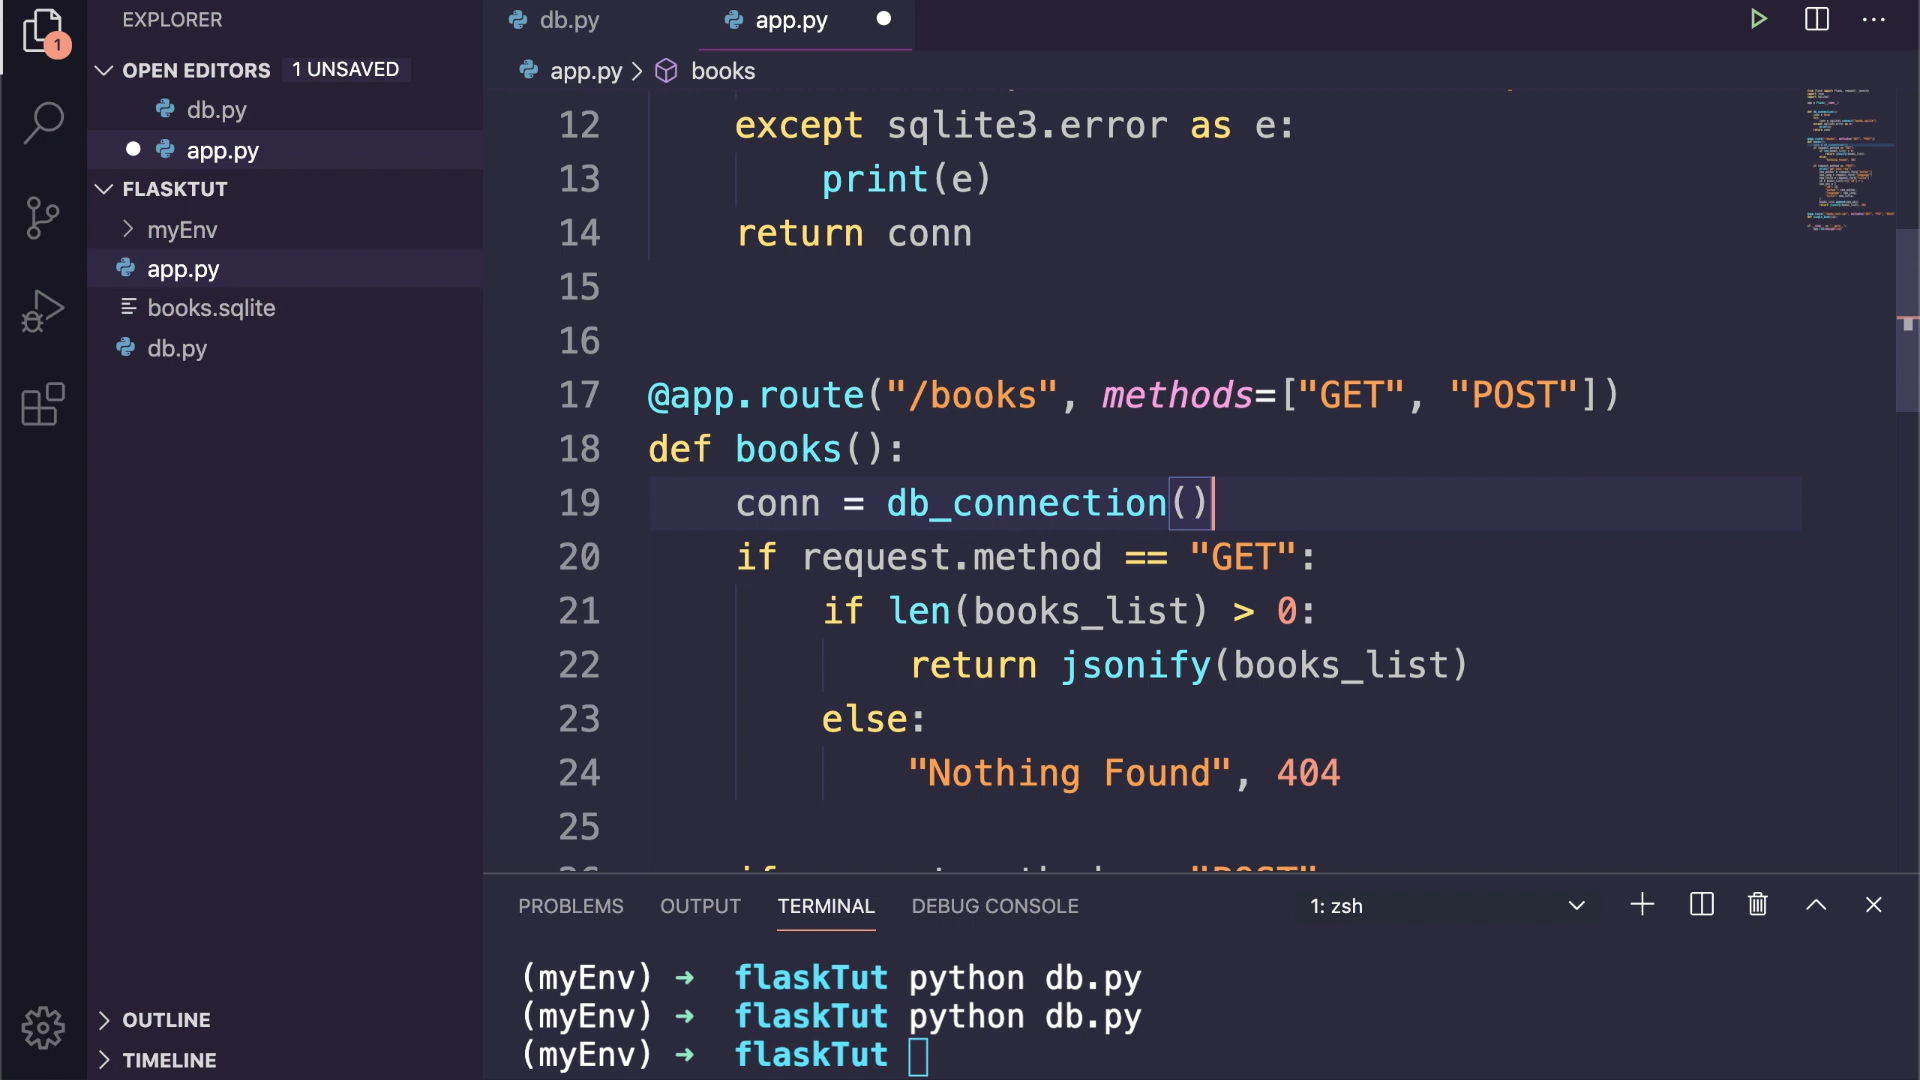 EXPLORER
1
OPEN EDITORS 1 UNSAVED
db.py
app.py
FLASKTUT
myEnv
app.py
books.sqlite
db.py
OUTLINE
TIMELINE
db.py app.py
app.py > books
12 except sqlite3.error as e:
13 print(e)
14 return conn
15
16
17 @app.route("/books", methods=["GET", "POST"])
18 def books():
19 conn = db_connection()
20 if request.method == "GET":
21 if len(books_list) > 0:
22 return jsonify(books_list)
23 else:
24 "Nothing Found", 404
25
PROBLEMS OUTPUT TERMINAL DEBUG CONSOLE 1: zsh
(myEnv) ➜ flaskTut python db.py
(myEnv) ➜ flaskTut python db.py
(myEnv) ➜ flaskTut